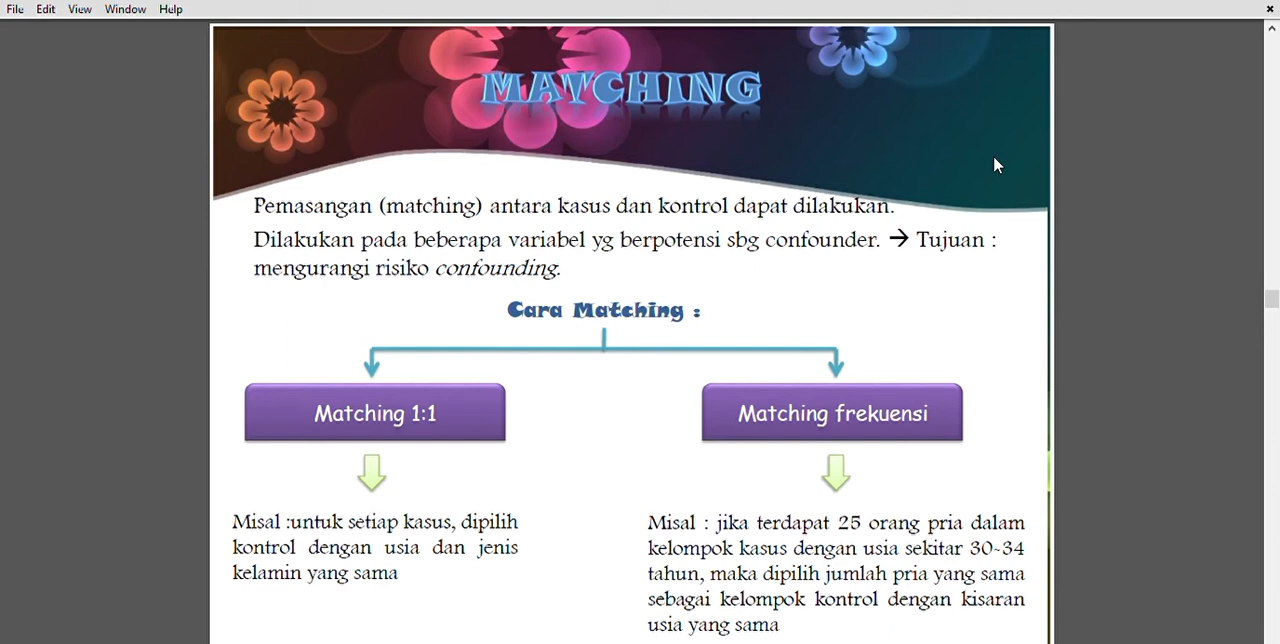 File Edit View Window Help
MATCHING
Pemasangan (matching) antara kasus dan kontrol dapat dilakukan.
Dilakukan pada beberapa variabel yg berpotensi sbg confounder. → Tujuan :
mengurangi risiko confounding.
Cara Matching :
Matching 1:1
Matching frekuensi
Misal :untuk setiap kasus, dipilih
kontrol dengan usia dan jenis
kelamin yang sama
Misal : jika terdapat 25 orang pria dalam
kelompok kasus dengan usia sekitar 30-34
tahun, maka dipilih jumlah pria yang sama
sebagai kelompok kontrol dengan kisaran
usia yang sama